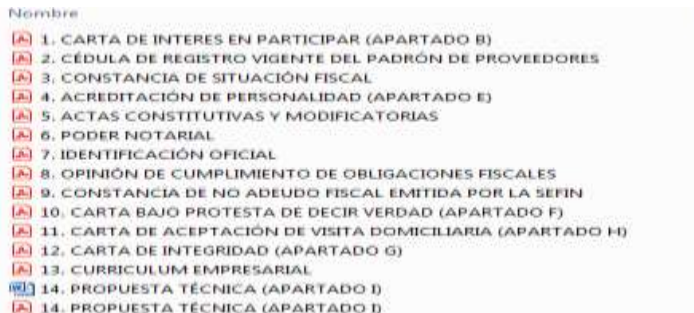 Nombre
1. CARTA DE INTERES EN PARTICIPAR (APARTADO B)
2. CÉDULA DE REGISTRO VIGENTE DEL PADRÓN DE PROVEEDORES
3. CONSTANCIA DE SITUACIÓN FISCAL
4. ACREDITACIÓN DE PERSONALIDAD (APARTADO E)
5. ACTAS CONSTITUTIVAS Y MODIFICATORIAS
6. PODER NOTARIAL
7. IDENTIFICACIÓN OFICIAL
8. OPINIÓN DE CUMPLIMIENTO DE OBLIGACIONES FISCALES
9. CONSTANCIA DE NO ADEUDO FISCAL EMITIDA POR LA SEFIN
10. CARTA BAJO PROTESTA DE DECIR VERDAD (APARTADO F)
11. CARTA DE ACEPTACIÓN DE VISITA DOMICILIARIA (APARTADO H)
12. CARTA DE INTEGRIDAD (APARTADO G)
13. CURRICULUM EMPRESARIAL
14. PROPUESTA TÉCNICA (APARTADO I)
14. PROPUESTA TÉCNICA (APARTADO I)